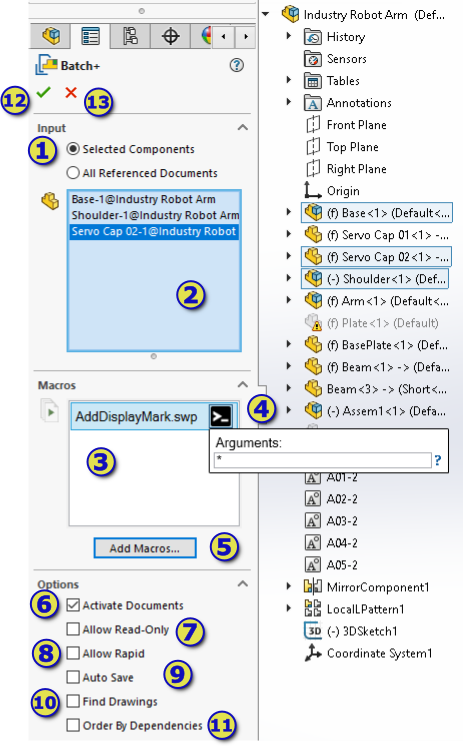 Batch+
12
13
Input
1
Selected Components
All Referenced Documents
Base-1@Industry Robot Arm
Shoulder-1@Industry Robot Arm
Servo Cap 02-1@Industry Robot
2
Macros
AddDisplayMark.swp
4
3
Arguments:
*
?
Add Macros...
5
Options
6
Activate Documents
Allow Read-Only
7
8
Allow Rapid
Auto Save
9
10
Find Drawings
Order By Dependencies
11
Industry Robot Arm (Def...
History
Sensors
Tables
Annotations
Front Plane
Top Plane
Right Plane
Origin
(f) Base<1> (Default<...
(f) Servo Cap 01<1> -...
(f) Servo Cap 02<1> -...
(-) Shoulder<1> (Def...
(f) Arm<1> (Default<...
(f) Plate<1> (Default)
(f) BasePlate<1> (Def...
(f) Beam<1> -> (Defa...
Beam<3> -> (Short<...
(-) Assem1<1> (Defa...
A01-2
A02-2
A03-2
A04-2
A05-2
MirrorComponent1
LocalLPattern1
3D
(-) 3DSketch1
Coordinate System1